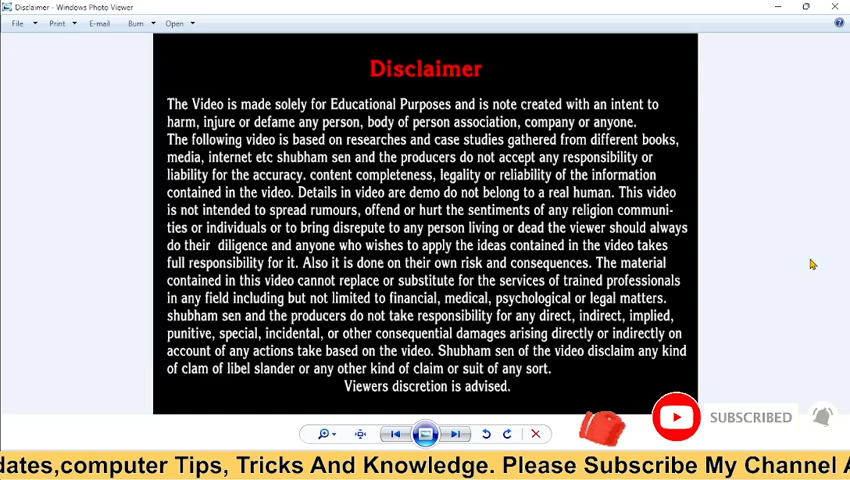 Disclaimer - Windows Photo Viewer
File Print E-mail Burn Open
Disclaimer
The Video is made solely for Educational Purposes and is note created with an intent to
harm, injure or defame any person, body of person association, company or anyone.
The following video is based on researches and case studies gathered from different books,
media, internet etc shubham sen and the producers do not accept any responsibility or
liability for the accuracy. content completeness, legality or reliability of the information
contained in the video. Details in video are demo do not belong to a real human. This video
is not intended to spread rumours, offend or hurt the sentiments of any religion communi-
ties or individuals or to bring disrepute to any person living or dead the viewer should always
do their diligence and anyone who wishes to apply the ideas contained in the video takes
full responsibility for it. Also it is done on their own risk and consequences. The material
contained in this video cannot replace or substitute for the services of trained professionals
in any field including but not limited to financial, medical, psychological or legal matters.
shubham sen and the producers do not take responsibility for any direct, indirect, implied,
punitive, special, incidental, or other consequential damages arising directly or indirectly on
account of any actions take based on the video. Shubham sen of the video disclaim any kind
of clam of libel slander or any other kind of claim or suit of any sort.
Viewers discretion is advised.
SUBSCRIBED
dates,computer Tips, Tricks And Knowledge. Please Subscribe My Channel A